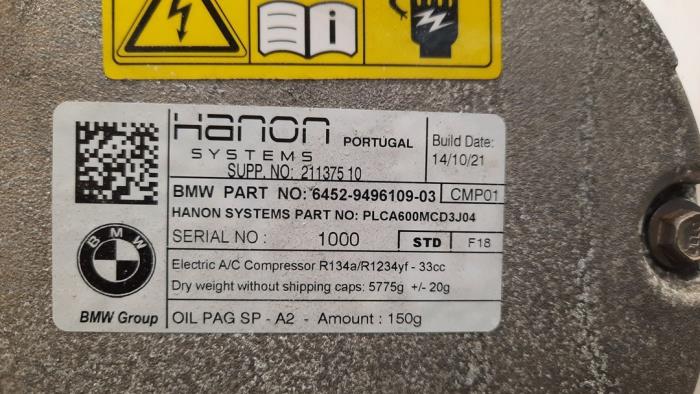 Hanon
SYSTEMS
PORTUGAL
Build Date:
14/10/21
SUPP. NO: 211375 10
BMW PART NO: 6452-9496109-03 CMP01
HANON SYSTEMS PART NO: PLCA600MCD3J04
SERIAL NO : 1000 STD F18
Electric A/C Compressor R134a/R1234yf - 33cc
Dry weight without shipping caps: 5775g +/- 20g
BMW
BMW Group
OIL PAG SP - A2 - Amount : 150g